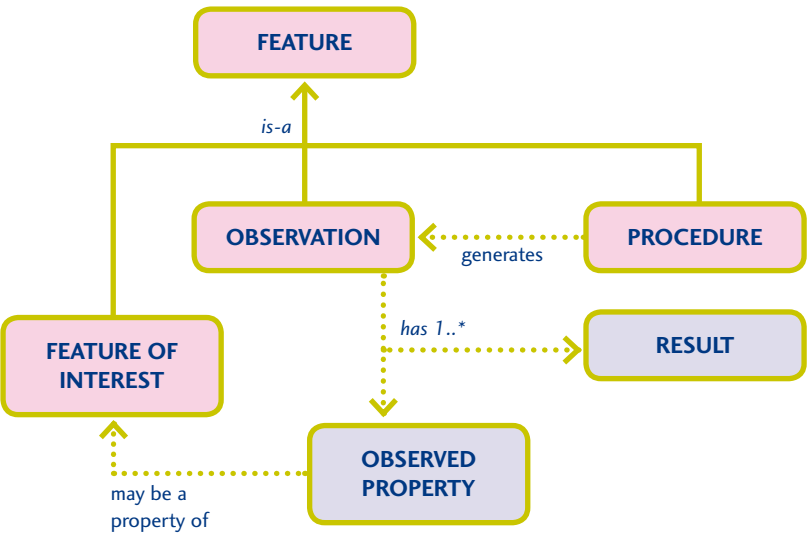 FEATURE
is-a
OBSERVATION
PROCEDURE
generates
has 1..*
RESULT
FEATURE OF
INTEREST
OBSERVED
PROPERTY
may be a
property of